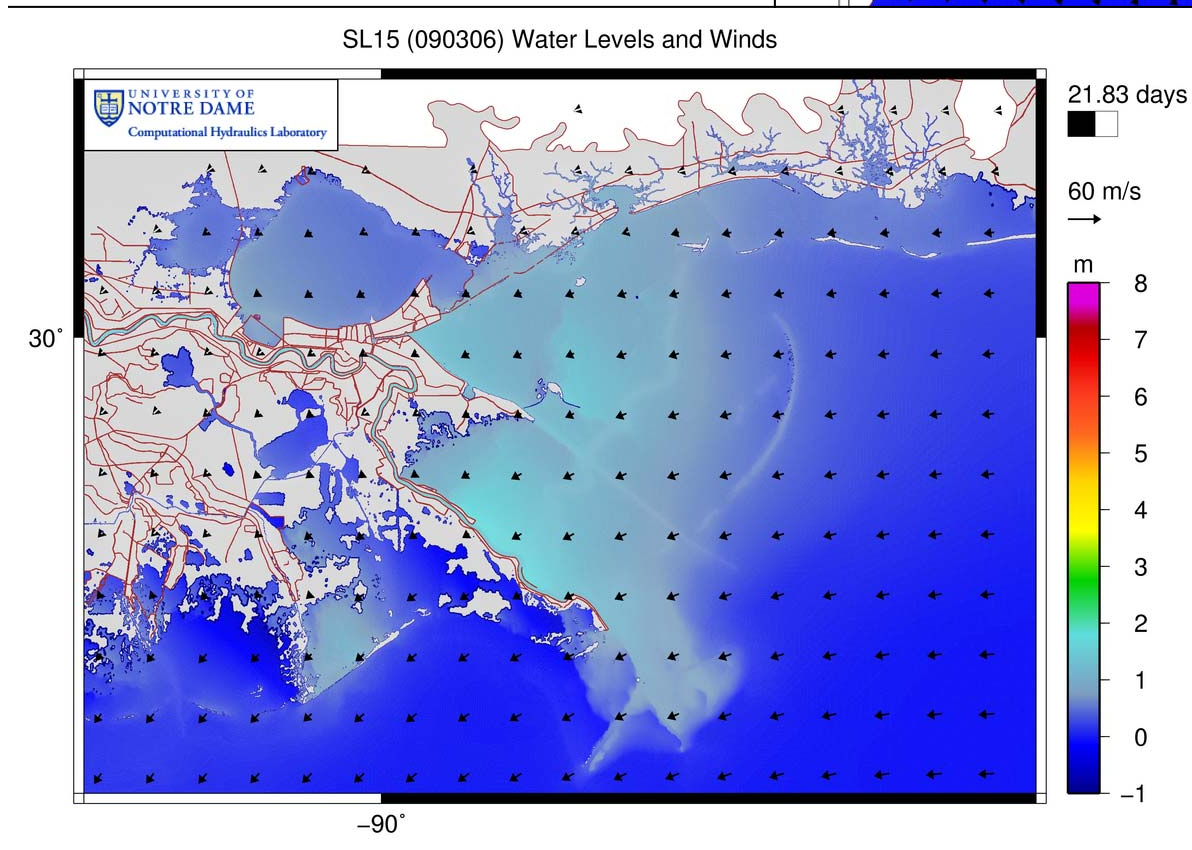 SL15 (090306) Water Levels and Winds
UNIVERSITY OF
NOTRE DAME
Computational Hydraulics Laboratory
21.83 days
60 m/s
m
8
7
6
5
4
3
2
1
0
−1
30°
−90°